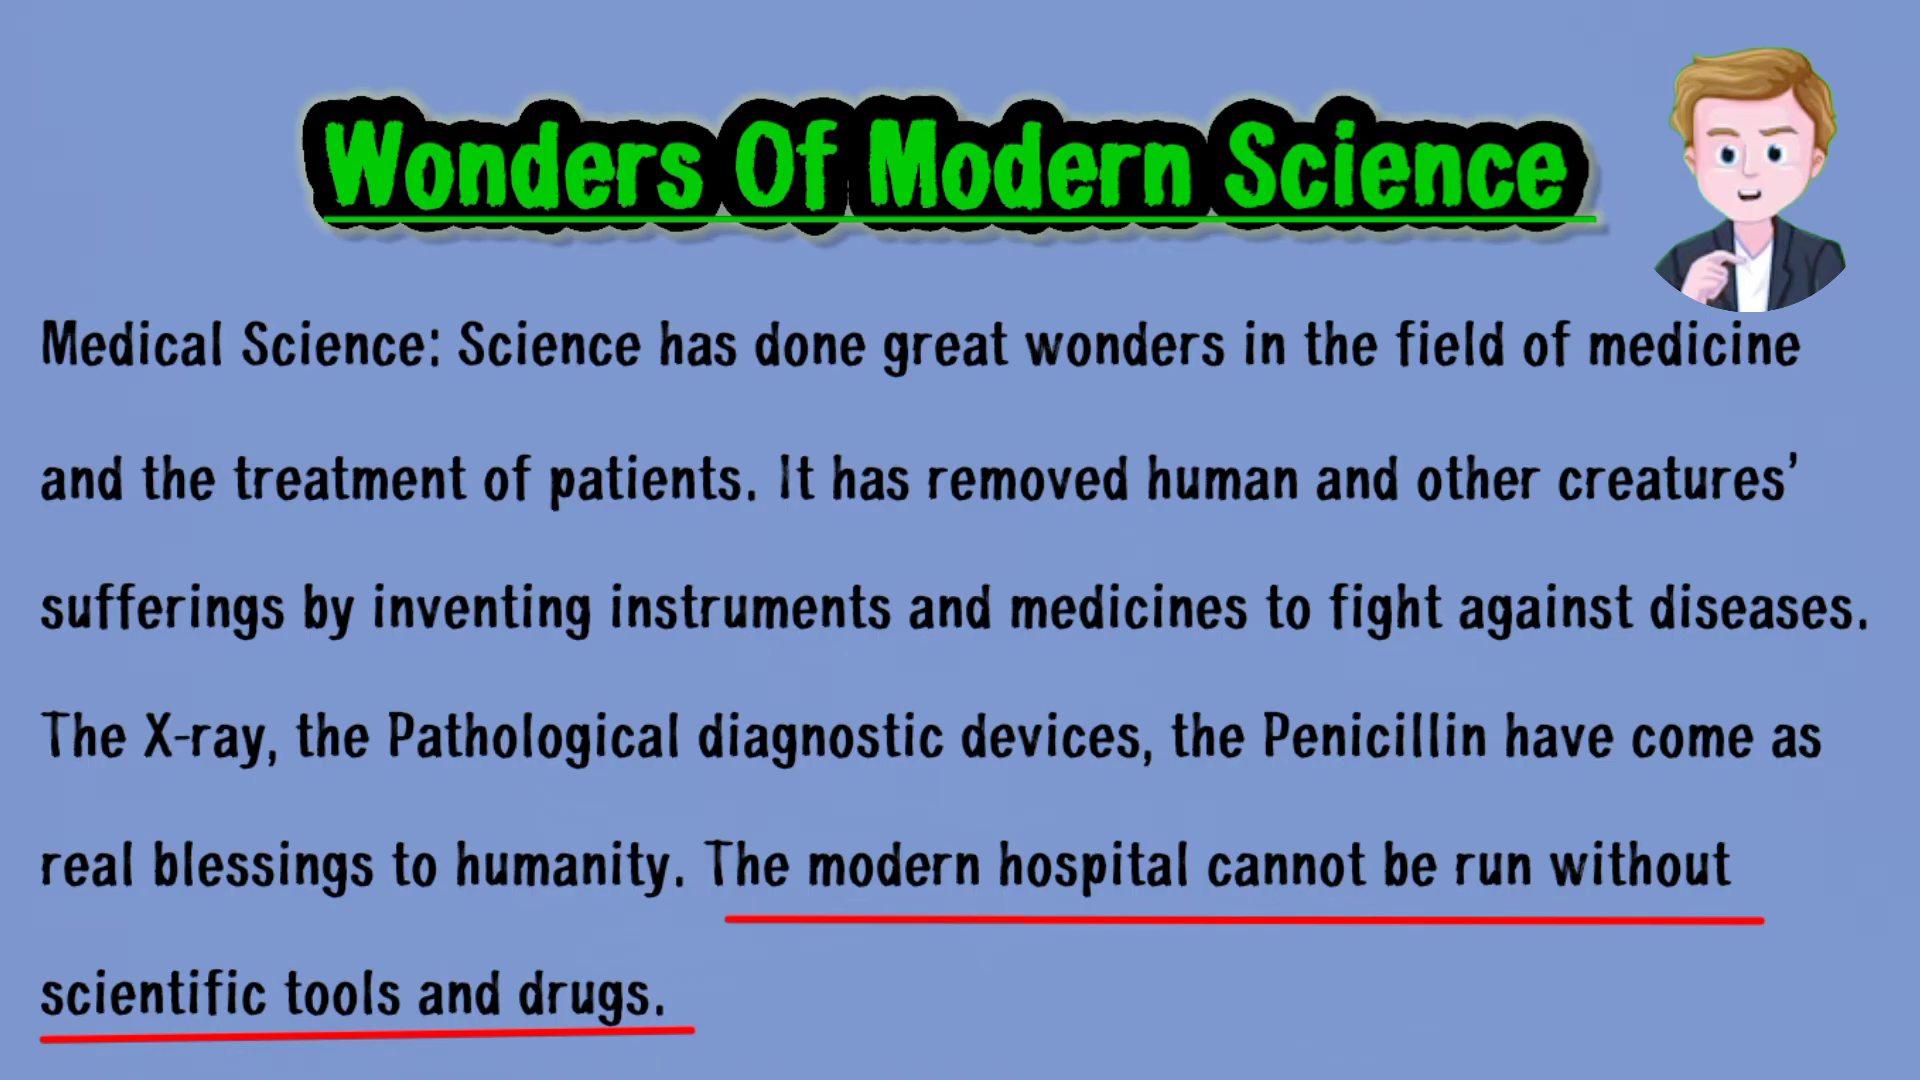 Wonders Of Modern Science
Medical Science: Science has done great wonders in the field of medicine
and the treatment of patients. It has removed human and other creatures’
sufferings by inventing instruments and medicines to fight against diseases.
The X-ray, the Pathological diagnostic devices, the Penicillin have come as
real blessings to humanity. The modern hospital cannot be run without
scientific tools and drugs.